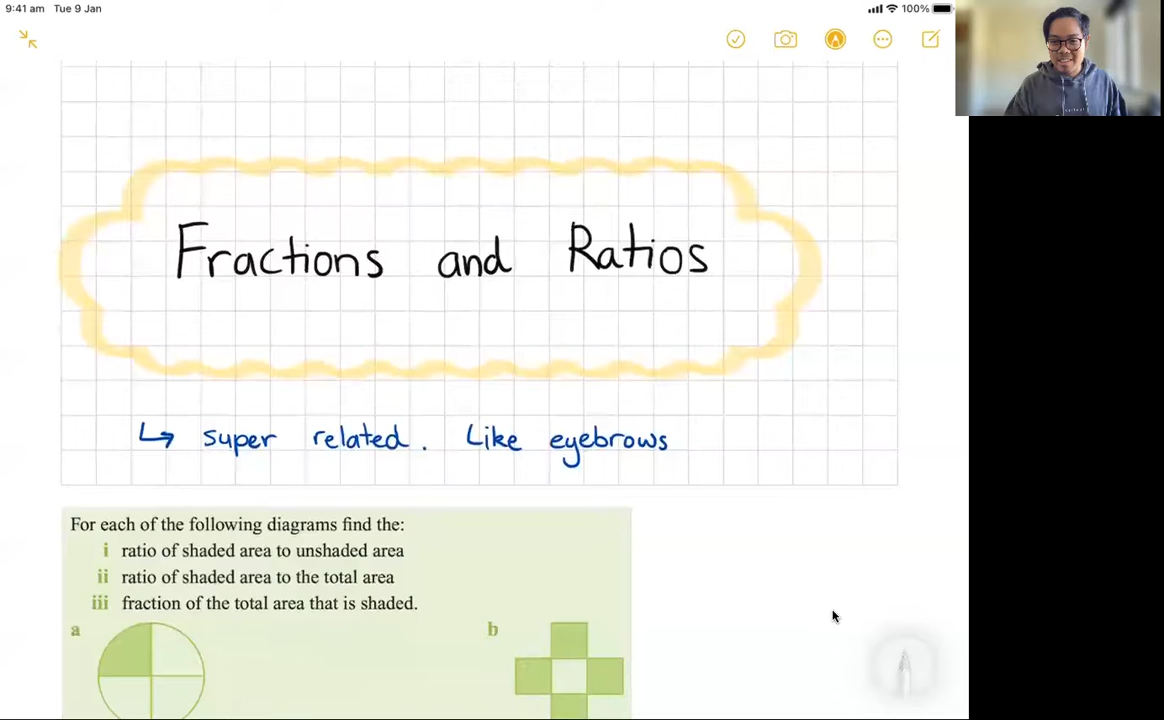 9:41 am Tue 9 Jan 100%
Fractions and Ratios
↳ super related. Like eyebrows
For each of the following diagrams find the:
i ratio of shaded area to unshaded area
ii ratio of shaded area to the total area
iii fraction of the total area that is shaded.
a b